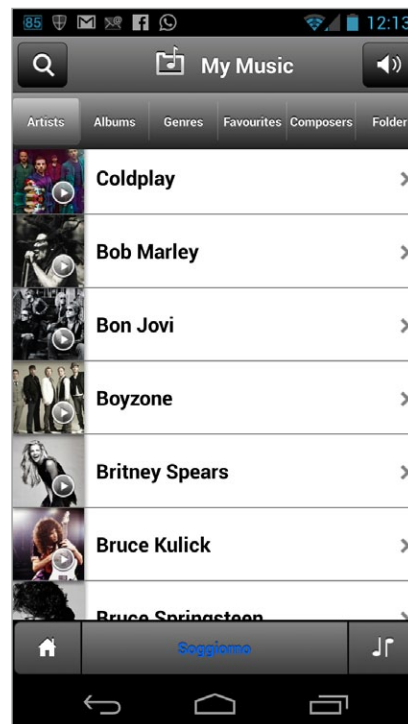 85 12:13
My Music
Artists Albums Genres Favourites Composers Folder
Coldplay
Bob Marley
Bon Jovi
Boyzone
Britney Spears
Bruce Kulick
Bruce Springsteen
Soggiorno